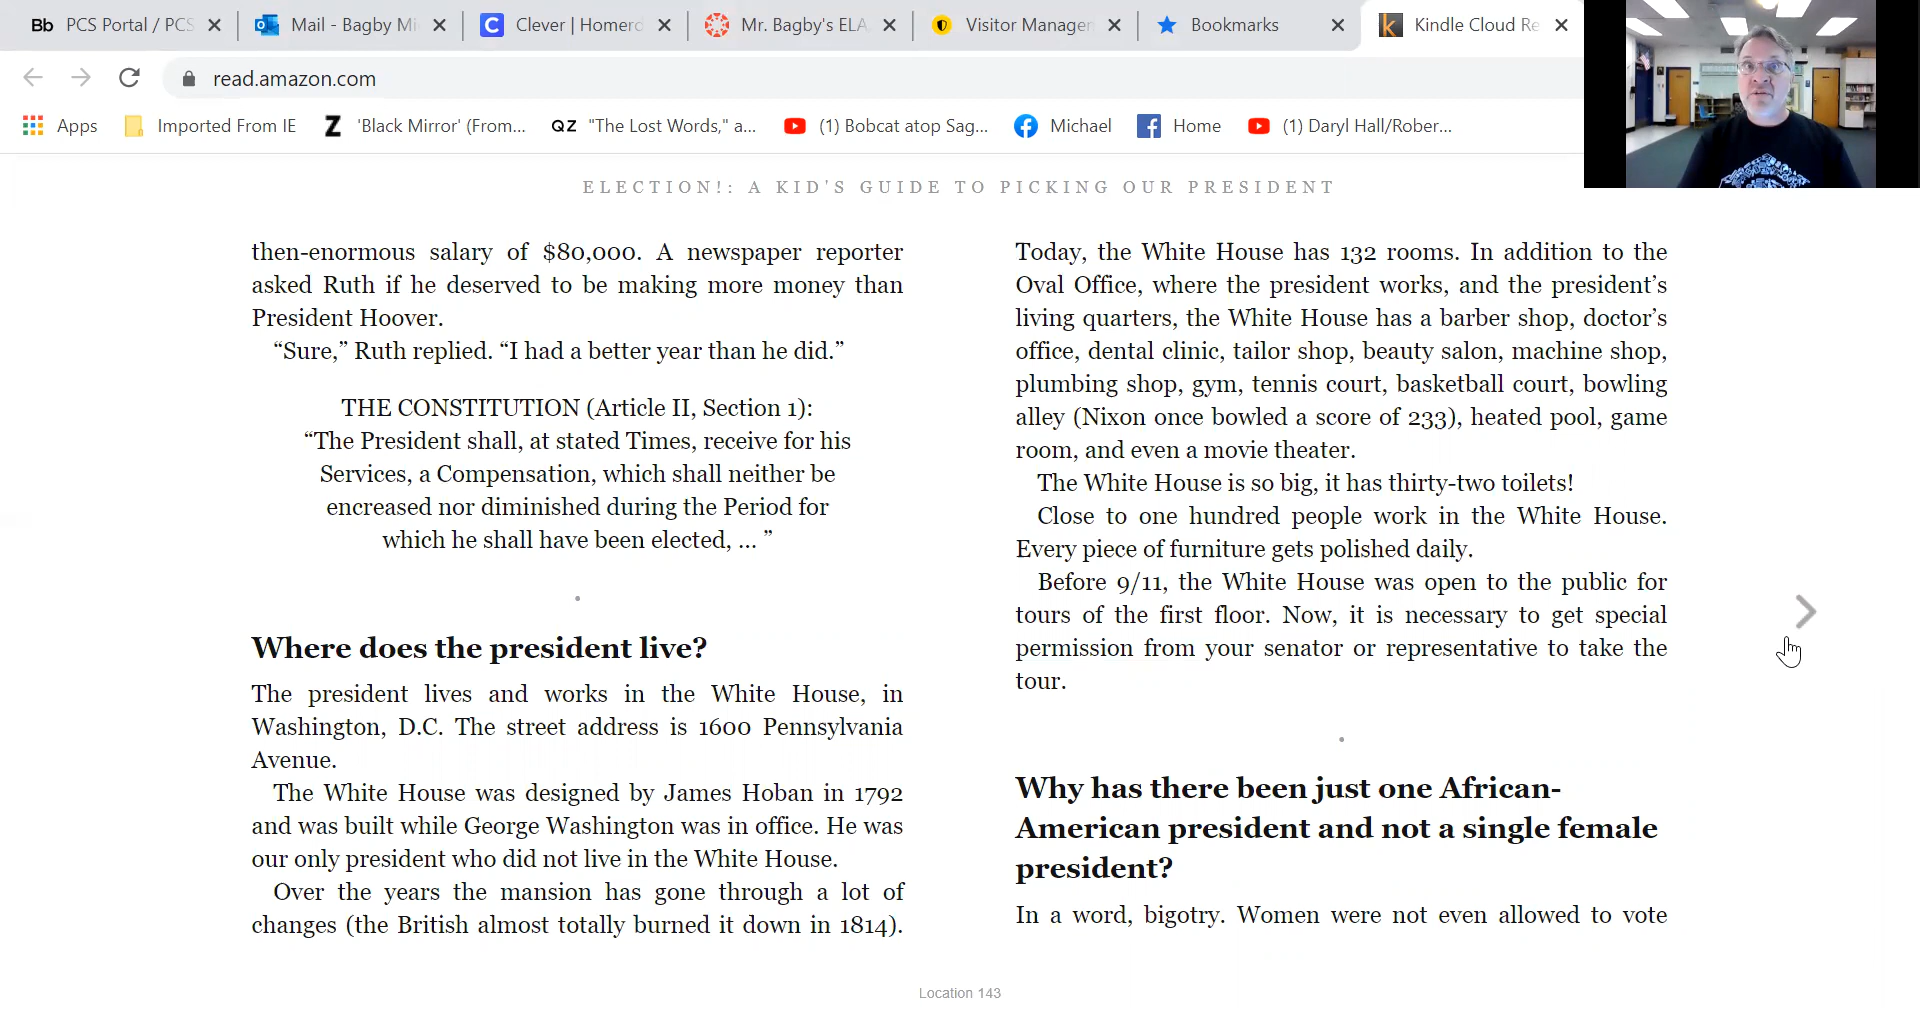 Bb PCS Portal / PCS
Mail - Bagby Mi
C Clever | Homero
Mr. Bagby's ELA
Visitor Managem
Bookmarks
k Kindle Cloud Re
read.amazon.com
Apps
Imported From IE
Z 'Black Mirror' (From...
QZ "The Lost Words," a...
(1) Bobcat atop Sag...
Michael
Home
(1) Daryl Hall/Rober...
ELECTION!: A KID'S GUIDE TO PICKING OUR PRESIDENT
then-enormous salary of $80,000. A newspaper reporter
asked Ruth if he deserved to be making more money than
President Hoover.
“Sure,” Ruth replied. “I had a better year than he did.”
THE CONSTITUTION (Article II, Section 1):
“The President shall, at stated Times, receive for his
Services, a Compensation, which shall neither be
encreased nor diminished during the Period for
which he shall have been elected, ... ”
Where does the president live?
The president lives and works in the White House, in
Washington, D.C. The street address is 1600 Pennsylvania
Avenue.
The White House was designed by James Hoban in 1792
and was built while George Washington was in office. He was
our only president who did not live in the White House.
Over the years the mansion has gone through a lot of
changes (the British almost totally burned it down in 1814).
Today, the White House has 132 rooms. In addition to the
Oval Office, where the president works, and the president’s
living quarters, the White House has a barber shop, doctor’s
office, dental clinic, tailor shop, beauty salon, machine shop,
plumbing shop, gym, tennis court, basketball court, bowling
alley (Nixon once bowled a score of 233), heated pool, game
room, and even a movie theater.
The White House is so big, it has thirty-two toilets!
Close to one hundred people work in the White House.
Every piece of furniture gets polished daily.
Before 9/11, the White House was open to the public for
tours of the first floor. Now, it is necessary to get special
permission from your senator or representative to take the
tour.
Why has there been just one African-
American president and not a single female
president?
In a word, bigotry. Women were not even allowed to vote
Location 143